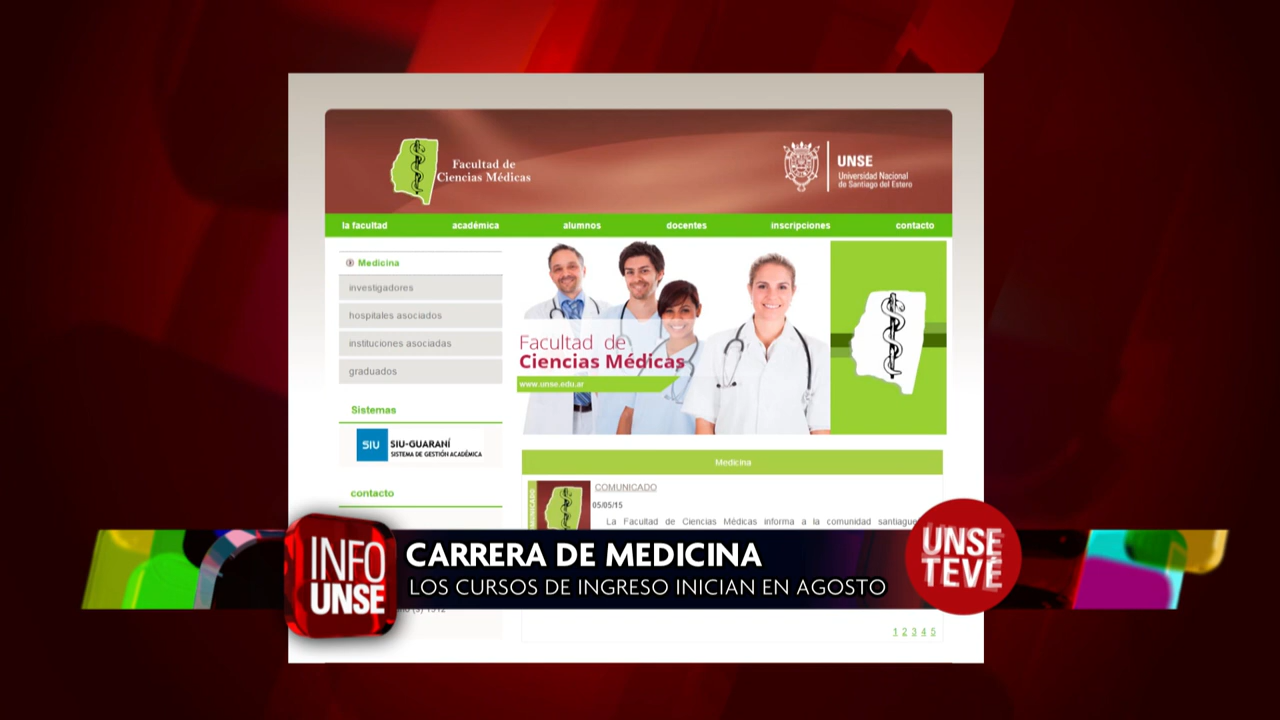 Facultad de
Ciencias Médicas
UNSE
Universidad Nacional
de Santiago del Estero
la facultad académica alumnos docentes inscripciones contacto
Medicina
investigadores
hospitales asociados
instituciones asociadas
graduados
Sistemas
SIU SIU-GUARANÍ
SISTEMA DE GESTIÓN ACADÉMICA
contacto
Facultad de
Ciencias Médicas
www.unse.edu.ar
Medicina
COMUNICADO
05/05/15
La Facultad de Ciencias Médicas informa a la comunidad
INFO
UNSE
CARRERA DE MEDICINA
LOS CURSOS DE INGRESO INICIAN EN AGOSTO
UNSE
TEVÉ
1 2 3 4 5